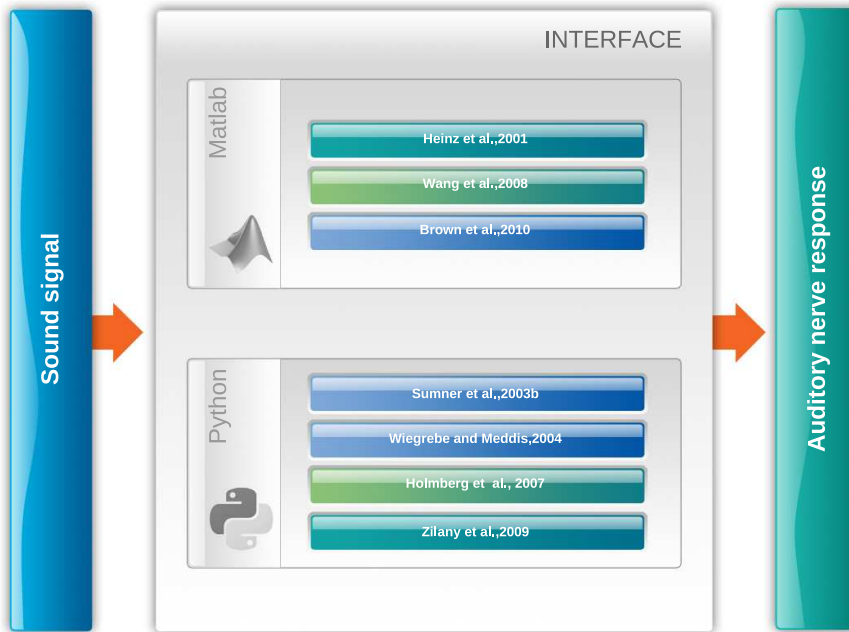 Sound signal
INTERFACE
Matlab
Heinz et al.,2001
Wang et al.,2008
Brown et al.,2010
Python
Sumner et al.,2003b
Wiegrebe and Meddis,2004
Holmberg et  al., 2007
Zilany et al.,2009
Auditory nerve response